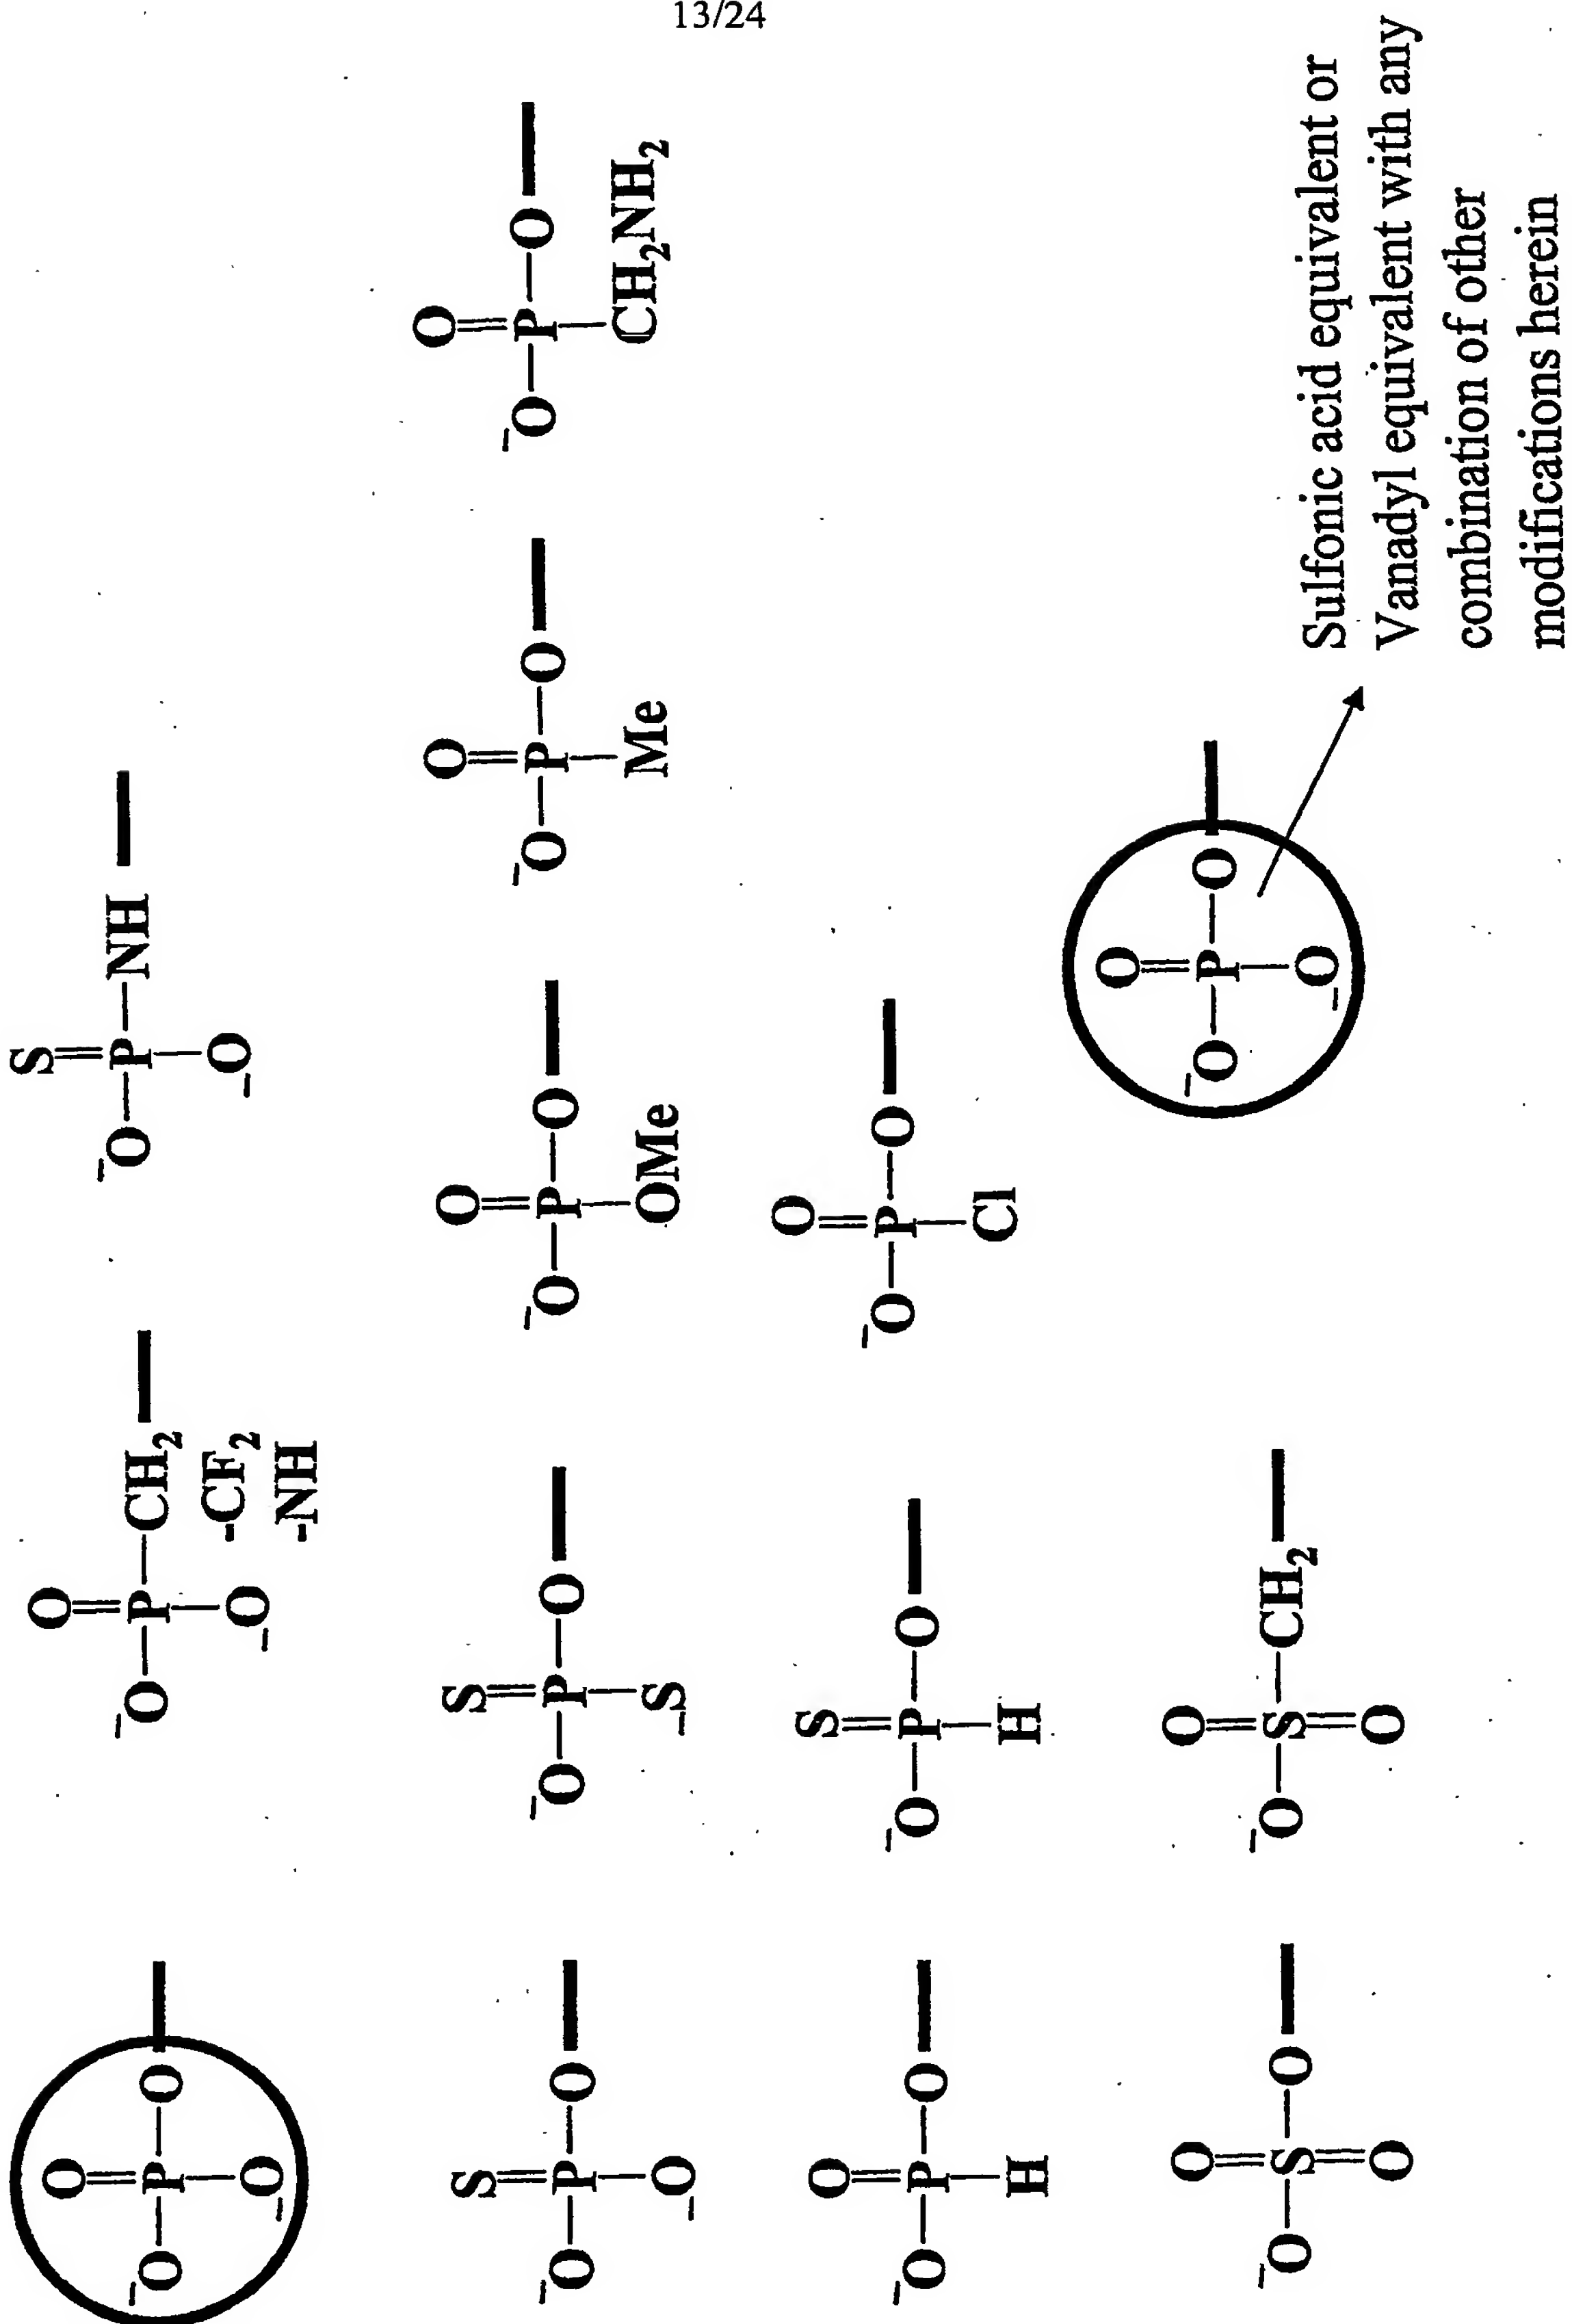 13/24
O
-O-P-O
-O
O
-O-P-CH2
-O -CF2
-NH
S
-O-P-NH
-O
S
-O-P-O
-O
S
-O-P-O
-S
O
-O-P-O
OMe
O
-O-P-O
Me
O
-O-P-O
CH2NH2
O
-O-P-O
H
S
-O-P-O
H
O
-O-P-O
Cl
O
-O-S-O
O
O
-O-S-CH2
O
O
-O-P-O
-O
Sulfonic acid equivalent or
Vanadyl equivalent with any
combination of other
modifications herein